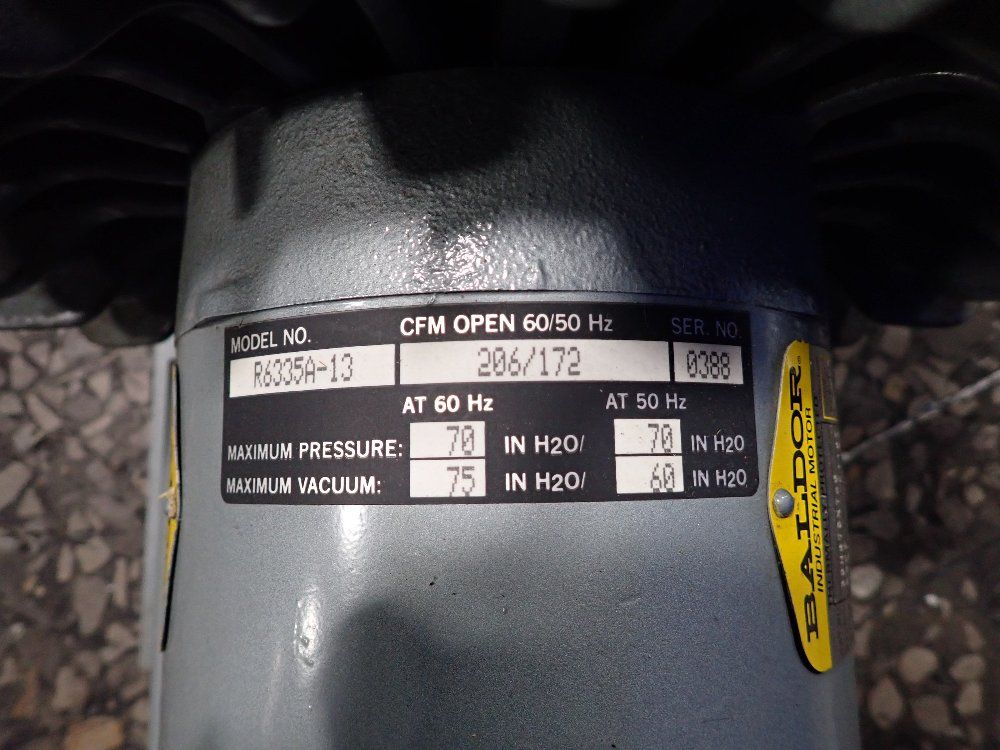 MODEL NO. CFM OPEN 60/50 Hz SER. NO.
R6335A-13 206/172 0388
AT 60 Hz AT 50 Hz
MAXIMUM PRESSURE: 70 IN H2O/ 70 IN H2O
MAXIMUM VACUUM: 75 IN H2O/ 60 IN H2O
BALDOR
INDUSTRIAL MOTOR